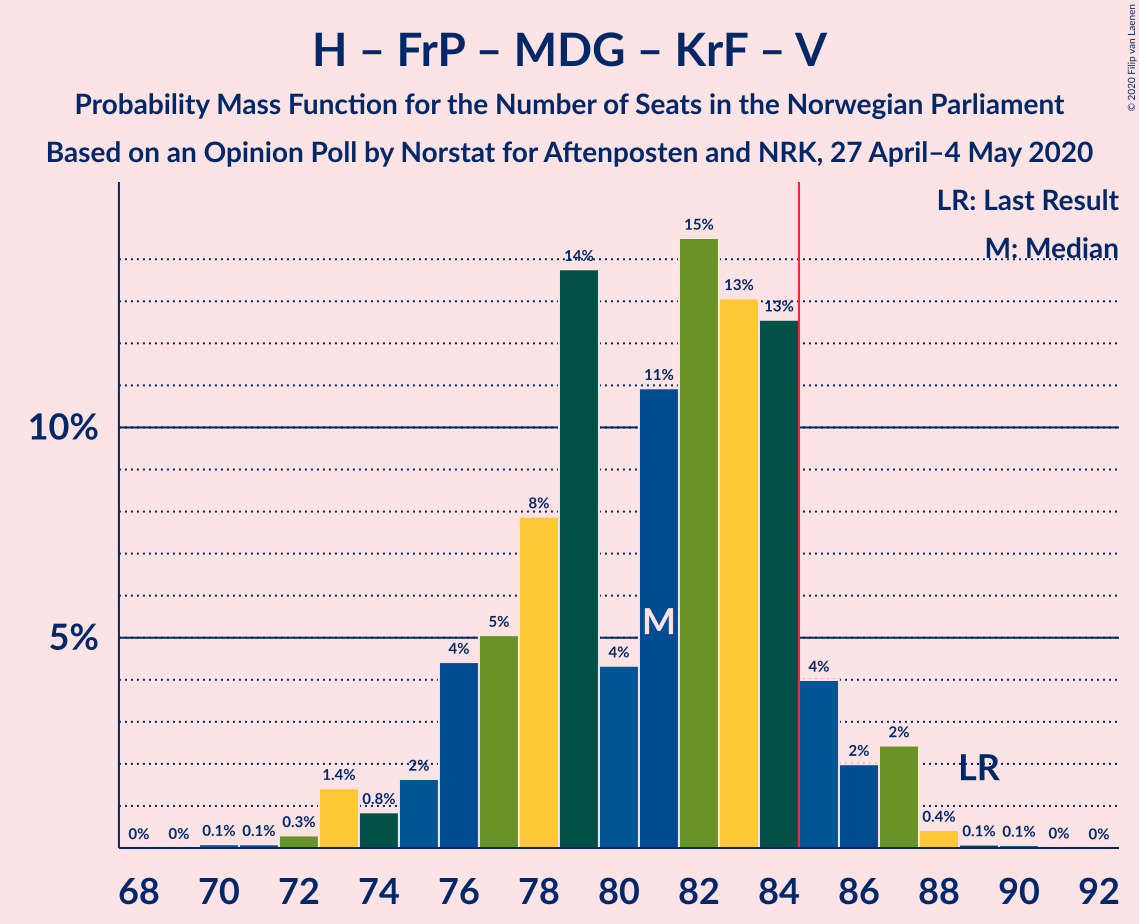 H – FrP – MDG – KrF – V
Probability Mass Function for the Number of Seats in the Norwegian Parliament
Based on an Opinion Poll by Norstat for Aftenposten and NRK, 27 April–4 May 2020
© 2020 Filip van Laenen
LR: Last Result
M: Median
10%
5%
0% 0% 0.1% 0.1% 0.3% 1.4% 0.8% 2% 4% 5% 8% 14% 4% 11% 15% 13% 13% 4% 2% 2% 0.4% 0.1% 0.1% 0% 0%
M
LR
68 70 72 74 76 78 80 82 84 86 88 90 92